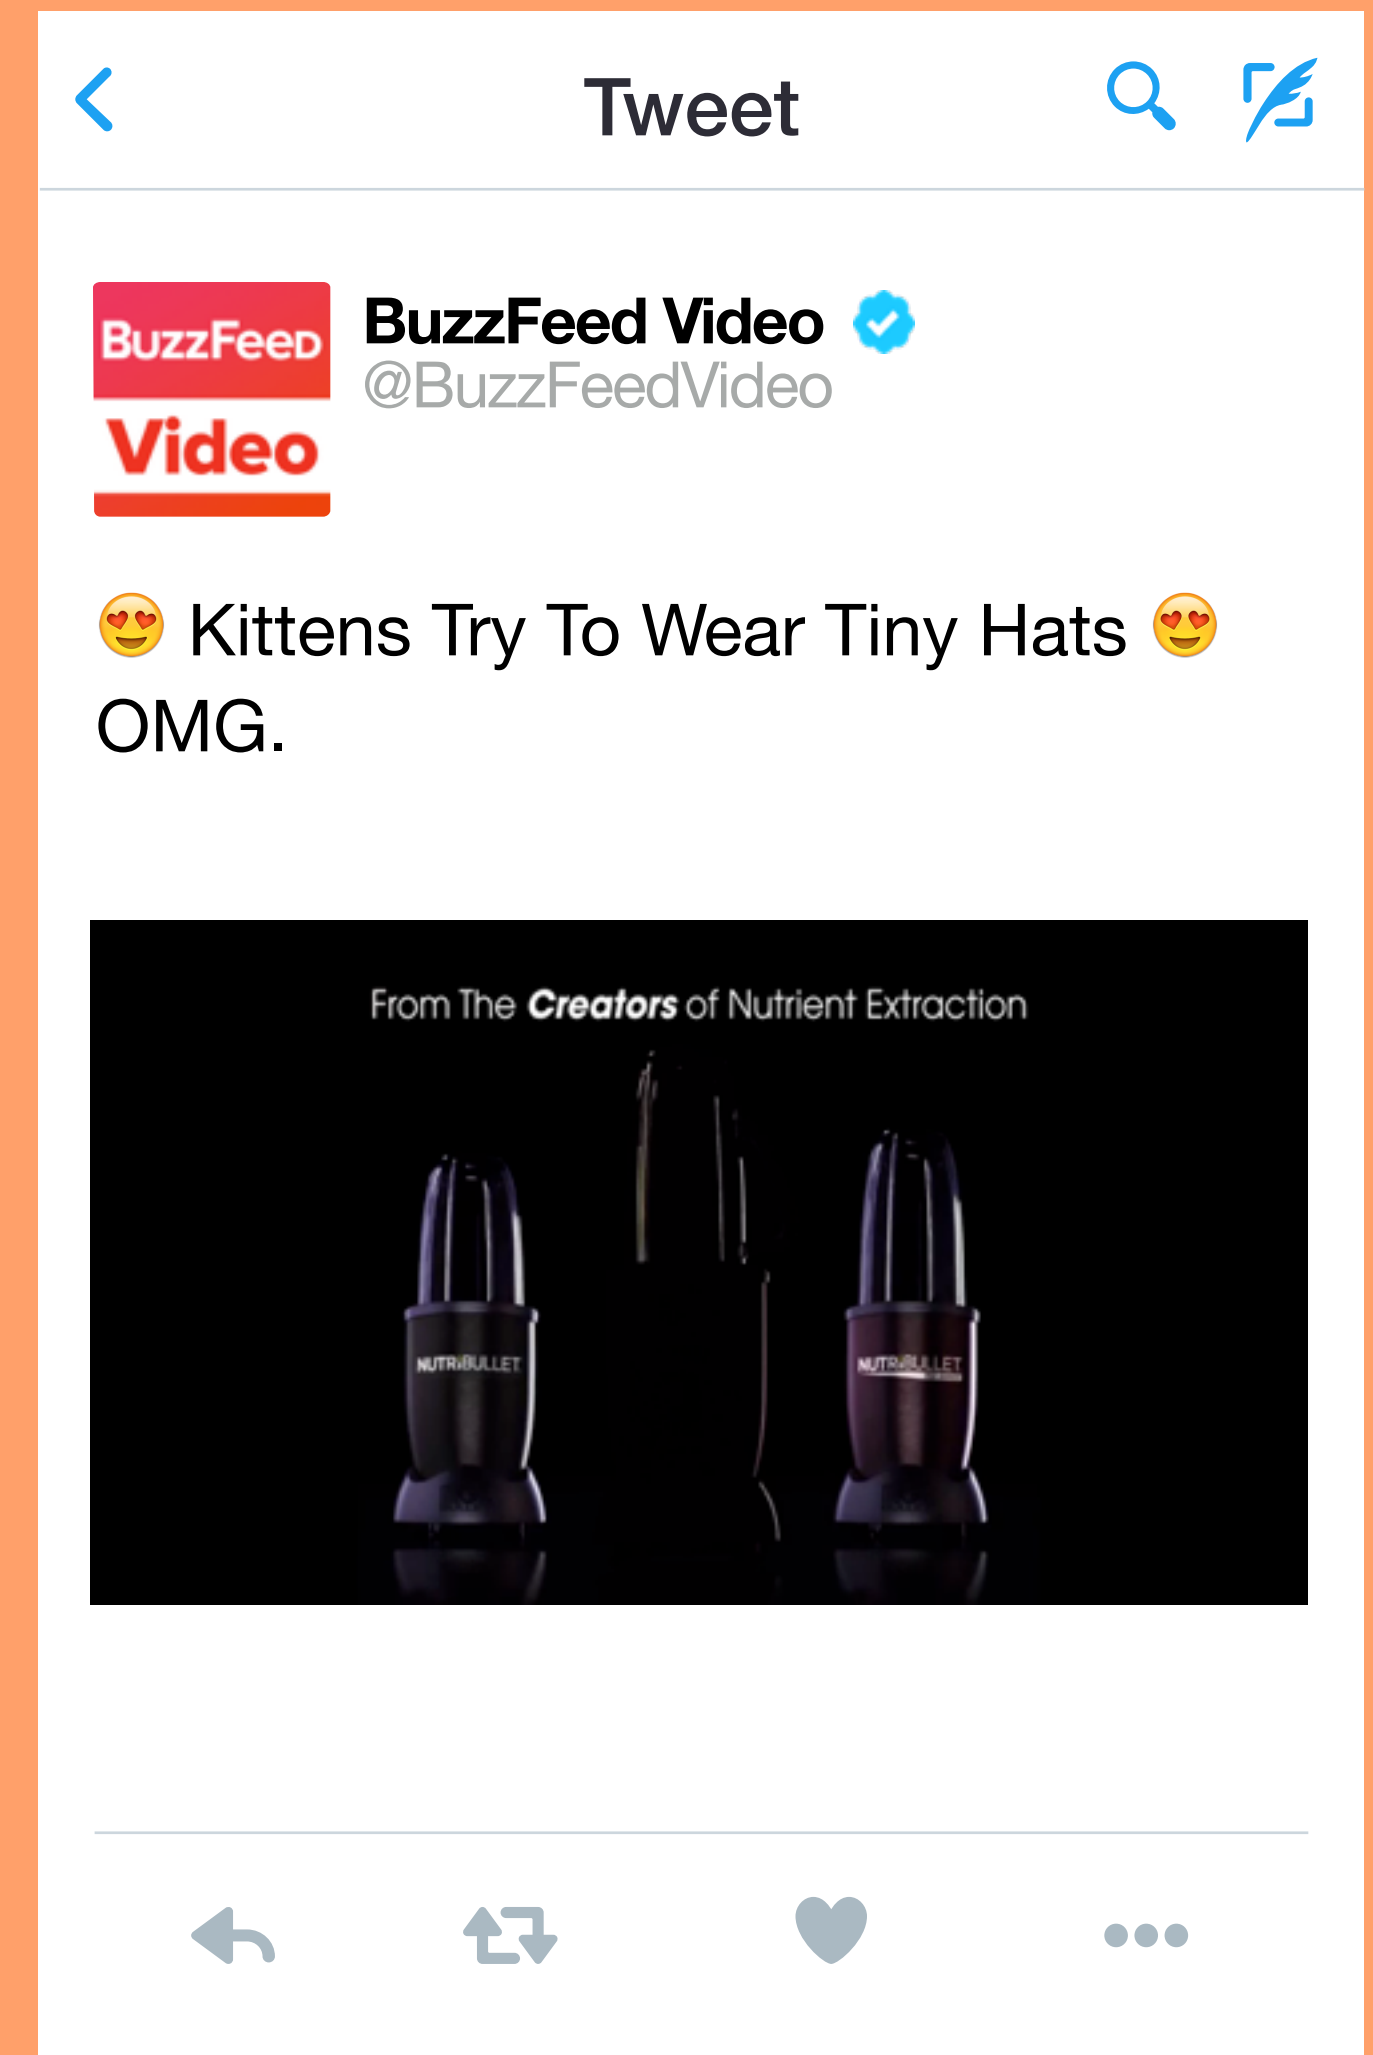 Tweet
BuzzFeed
Video
BuzzFeed Video
@BuzzFeedVideo
😍 Kittens Try To Wear Tiny Hats 😍
OMG.
From The Creators of Nutrient Extraction
NUTRIBULLET
NUTRIBULLET